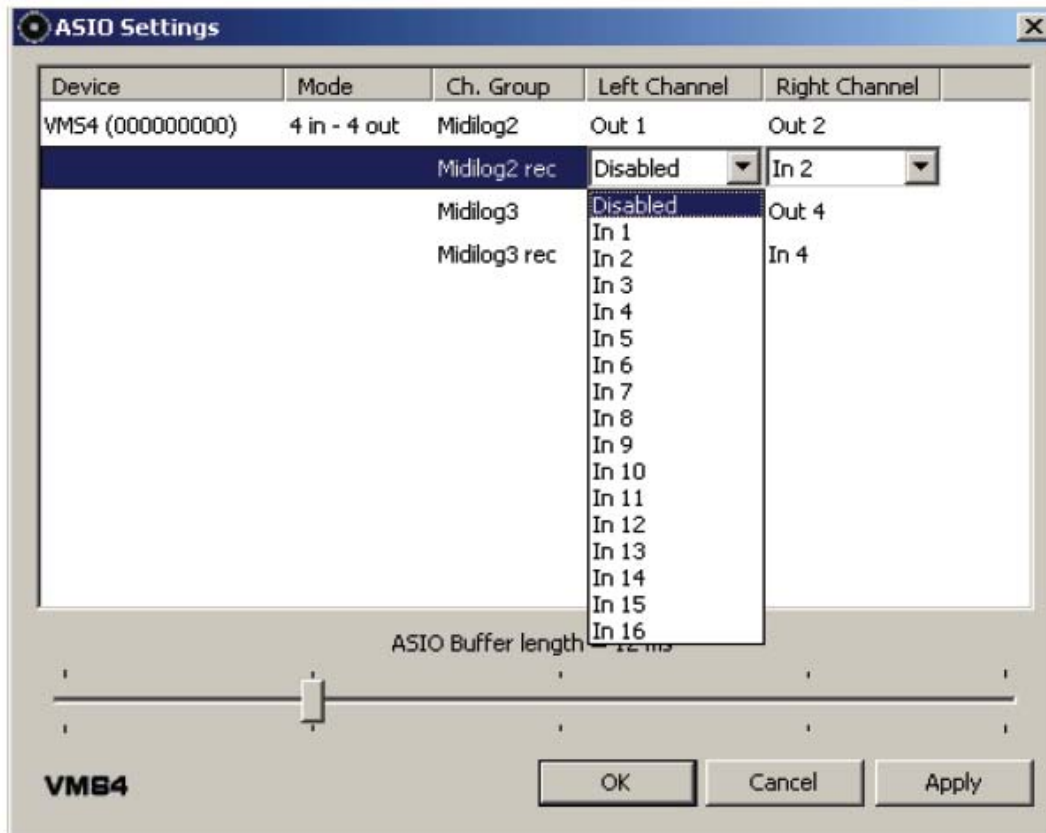 ASIO Settings
Device Mode Ch. Group Left Channel Right Channel
VMS4 (000000000) 4 in - 4 out Midilog2 Out 1 Out 2
Midilog2 rec Disabled In 2
Midilog3 Disabled Out 4
In 1
Midilog3 rec In 2 In 4
In 3
In 4
In 5
In 6
In 7
In 8
In 9
In 10
In 11
In 12
In 13
In 14
In 15
In 16
ASIO Buffer length
VMS4 OK Cancel Apply